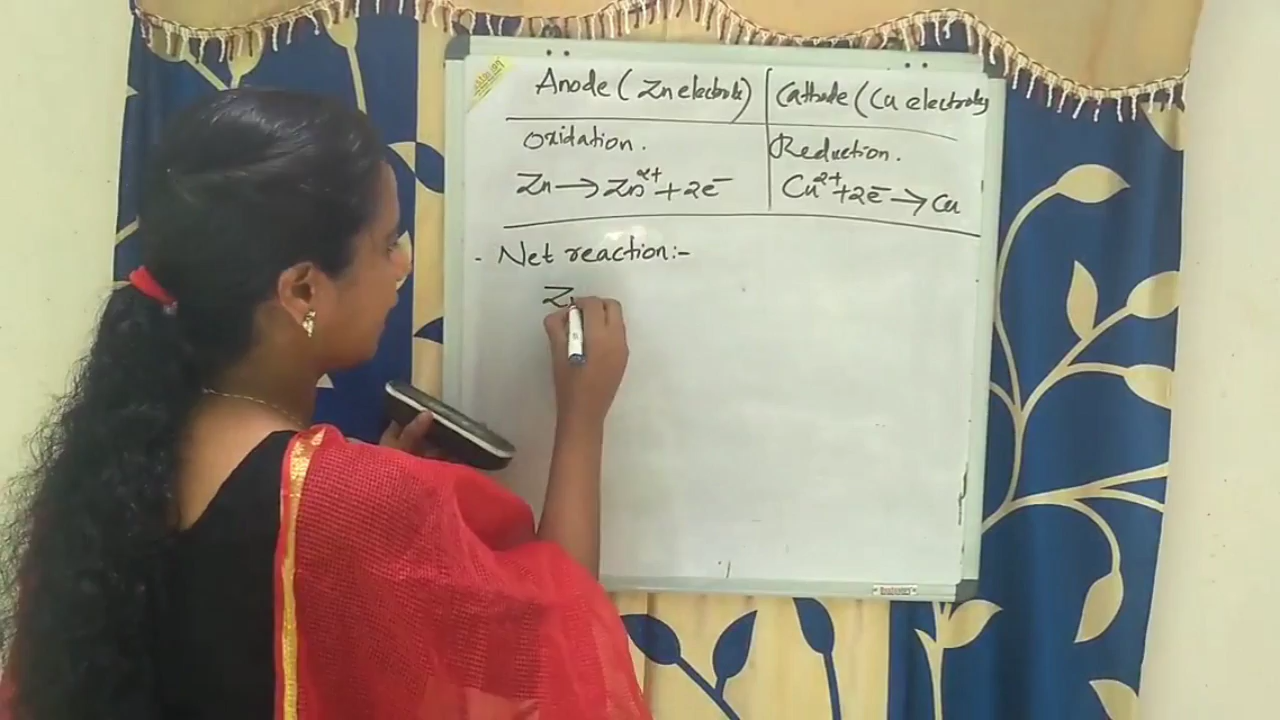 Anode (Zn electrode) | Cathode (Cu electrode)
Oxidation. | Reduction.
Zn → Zn²⁺ + 2e⁻ | Cu²⁺ + 2e⁻ → Cu
- Net reaction:-
Zn